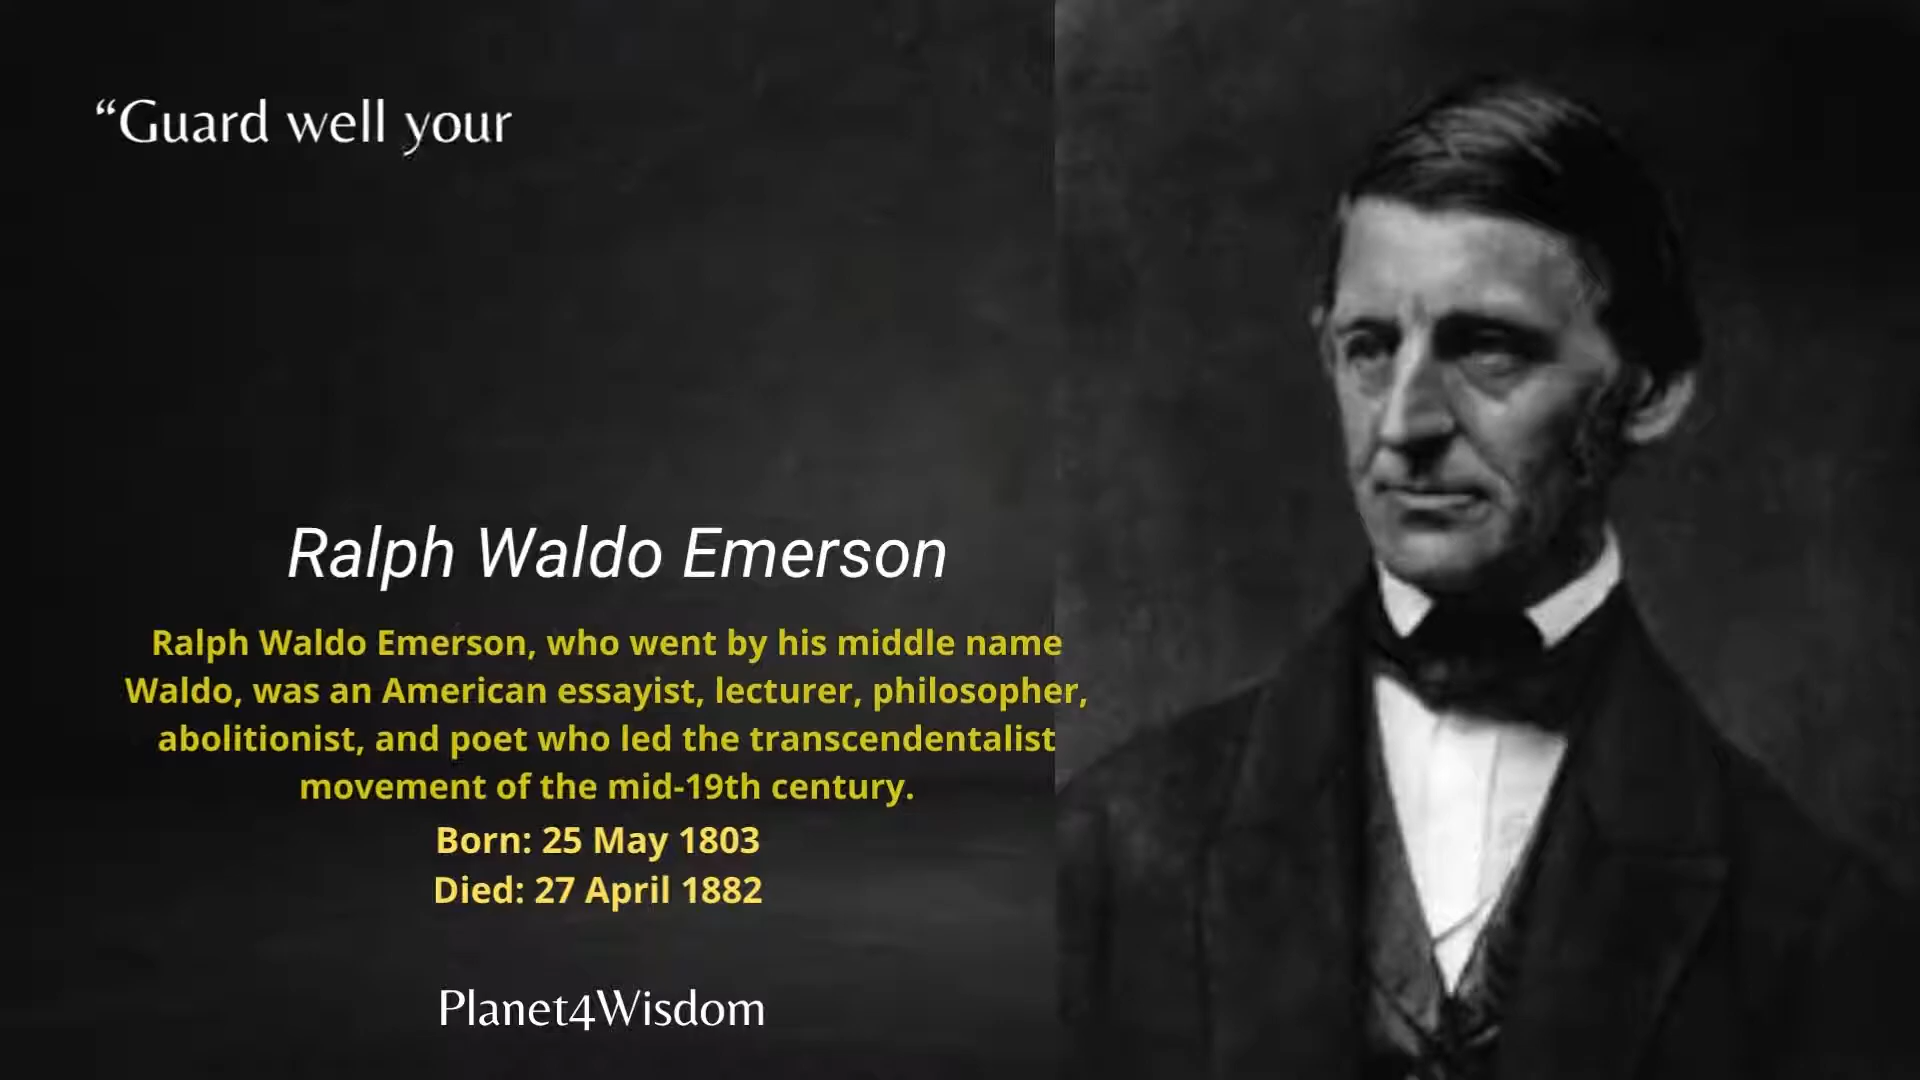 “Guard well your
Ralph Waldo Emerson
Ralph Waldo Emerson, who went by his middle name
Waldo, was an American essayist, lecturer, philosopher,
abolitionist, and poet who led the transcendentalist
movement of the mid-19th century.
Born: 25 May 1803
Died: 27 April 1882
Planet4Wisdom